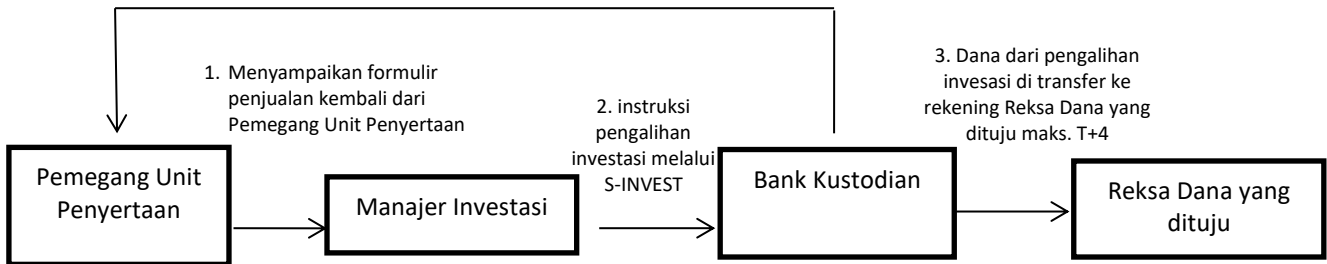 1. Menyampaikan formulir
penjualan kembali dari
Pemegang Unit Penyertaan
2. instruksi
pengalihan
investasi melalui
S-INVEST
3. Dana dari pengalihan
invesasi di transfer ke
rekening Reksa Dana yang
dituju maks. T+4
Pemegang Unit
Penyertaan
Manajer Investasi
Bank Kustodian
Reksa Dana yang
dituju